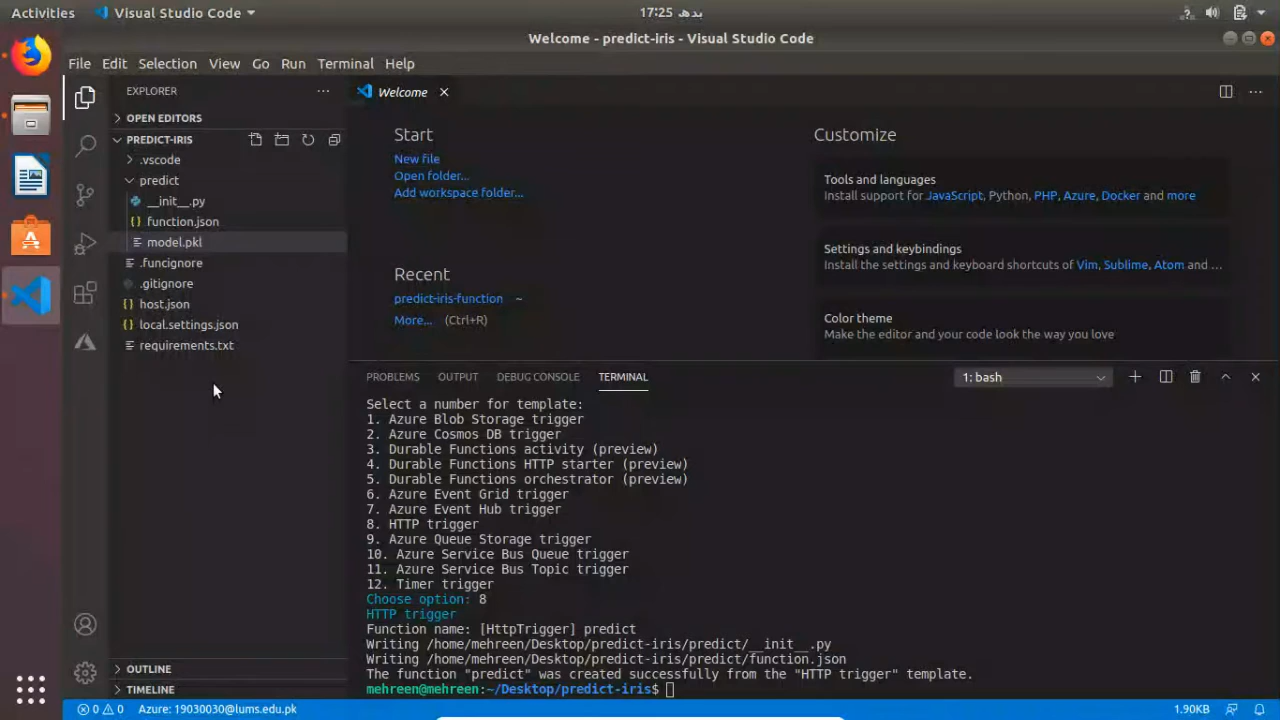 Activities
Visual Studio Code
17:25 بدھ
Welcome - predict-iris - Visual Studio Code
File Edit Selection View Go Run Terminal Help
EXPLORER
OPEN EDITORS
PREDICT-IRIS
.vscode
predict
__init__.py
function.json
model.pkl
.funcignore
.gitignore
host.json
local.settings.json
requirements.txt
OUTLINE
TIMELINE
Welcome
Start
New file
Open folder...
Add workspace folder...
Recent
predict-iris-function ~
More... (Ctrl+R)
Customize
Tools and languages
Install support for JavaScript, Python, PHP, Azure, Docker and more
Settings and keybindings
Install the settings and keyboard shortcuts of Vim, Sublime, Atom and ...
Color theme
Make the editor and your code look the way you love
PROBLEMS OUTPUT DEBUG CONSOLE TERMINAL
1: bash
Select a number for template:
1. Azure Blob Storage trigger
2. Azure Cosmos DB trigger
3. Durable Functions activity (preview)
4. Durable Functions HTTP starter (preview)
5. Durable Functions orchestrator (preview)
6. Azure Event Grid trigger
7. Azure Event Hub trigger
8. HTTP trigger
9. Azure Queue Storage trigger
10. Azure Service Bus Queue trigger
11. Azure Service Bus Topic trigger
12. Timer trigger
Choose option: 8
HTTP trigger
Function name: [HttpTrigger] predict
Writing /home/mehreen/Desktop/predict-iris/predict/__init__.py
Writing /home/mehreen/Desktop/predict-iris/predict/function.json
The function "predict" was created successfully from the "HTTP trigger" template.
mehreen@mehreen:~/Desktop/predict-iris$
0 0 Azure: 19030030@lums.edu.pk
1.90KB